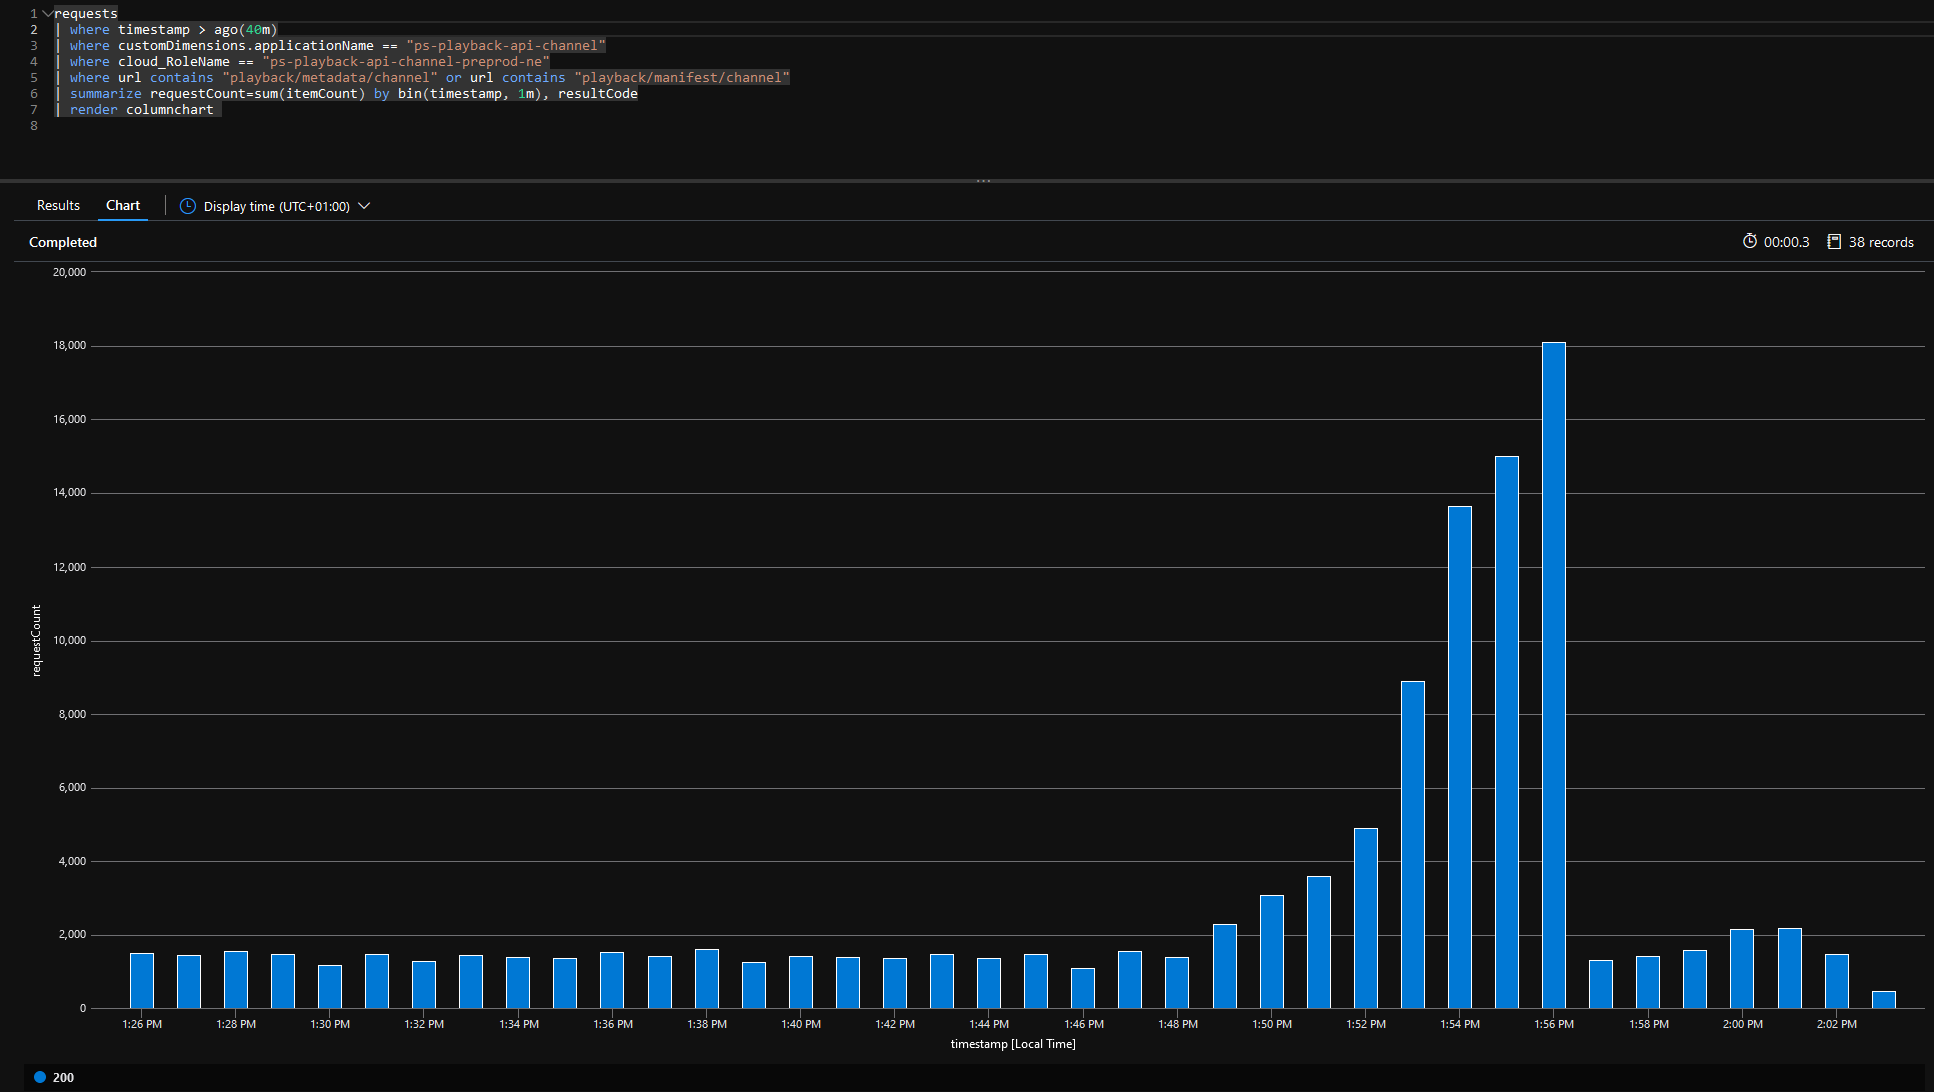 1 requests
2 | where timestamp > ago(40m)
3 | where customDimensions.applicationName == "ps-playback-api-channel"
4 | where cloud_RoleName == "ps-playback-api-channel-preprod-ne"
5 | where url contains "playback/metadata/channel" or url contains "playback/manifest/channel"
6 | summarize requestCount=sum(itemCount) by bin(timestamp, 1m), resultCode
7 | render columnchart
8
Results Chart Display time (UTC+01:00)
Completed 00:00.3 38 records
20,000
18,000
16,000
14,000
12,000
10,000
8,000
6,000
4,000
2,000
0
requestCount
1:26 PM 1:28 PM 1:30 PM 1:32 PM 1:34 PM 1:36 PM 1:38 PM 1:40 PM 1:42 PM 1:44 PM 1:46 PM 1:48 PM 1:50 PM 1:52 PM 1:54 PM 1:56 PM 1:58 PM 2:00 PM 2:02 PM
timestamp [Local Time]
200